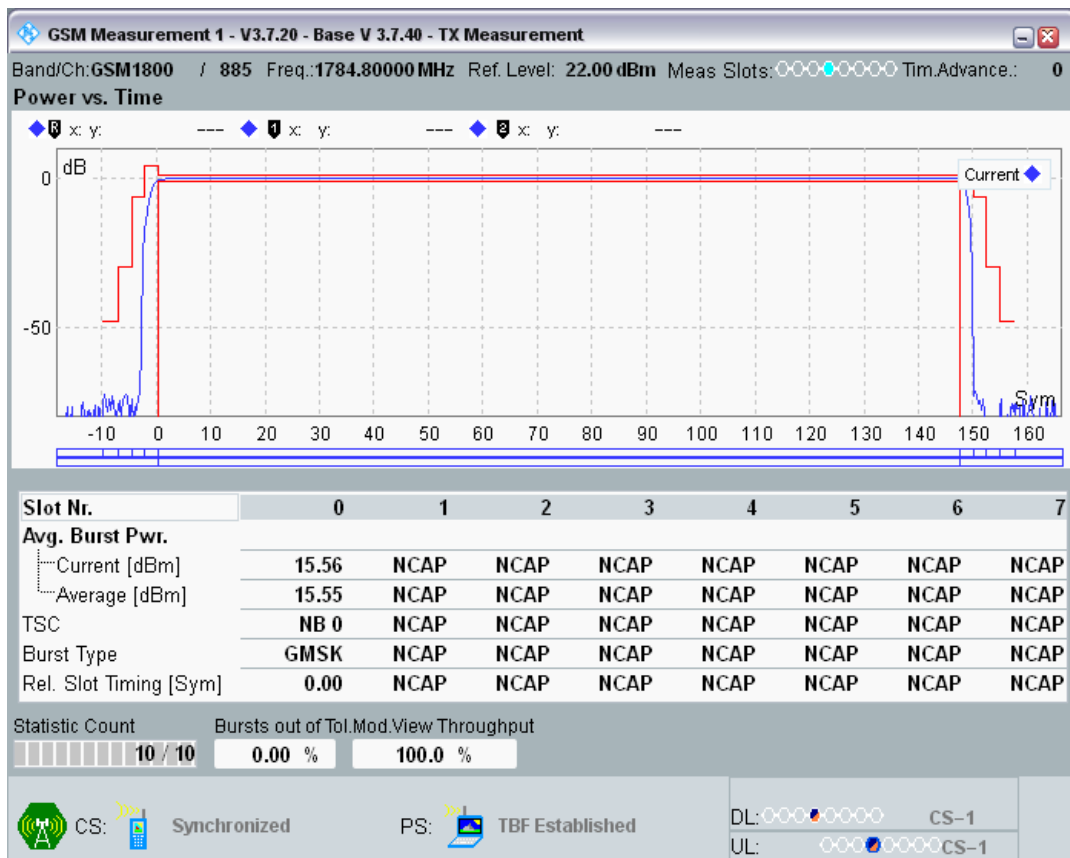 GSM Measurement 1 - V3.7.20 - Base V 3.7.40 - TX Measurement
Band/Ch:GSM1800 / 885 Freq.:1784.80000 MHz Ref. Level: 22.00 dBm Meas Slots: Tim.Advance.: 0
Power vs. Time
R x: y: --- 1 x: y: --- 2 x: y: ---
dB
0
Current
-50
Sym
-10 0 10 20 30 40 50 60 70 80 90 100 110 120 130 140 150 160
Slot Nr. 0 1 2 3 4 5 6 7
Avg. Burst Pwr.
Current [dBm] 15.56 NCAP NCAP NCAP NCAP NCAP NCAP NCAP
Average [dBm] 15.55 NCAP NCAP NCAP NCAP NCAP NCAP NCAP
TSC NB 0 NCAP NCAP NCAP NCAP NCAP NCAP NCAP
Burst Type GMSK NCAP NCAP NCAP NCAP NCAP NCAP NCAP
Rel. Slot Timing [Sym] 0.00 NCAP NCAP NCAP NCAP NCAP NCAP NCAP
Statistic Count Bursts out of Tol.Mod.View Throughput
10 / 10 0.00 % 100.0 %
CS: Synchronized PS: TBF Established
DL: CS-1
UL: CS-1